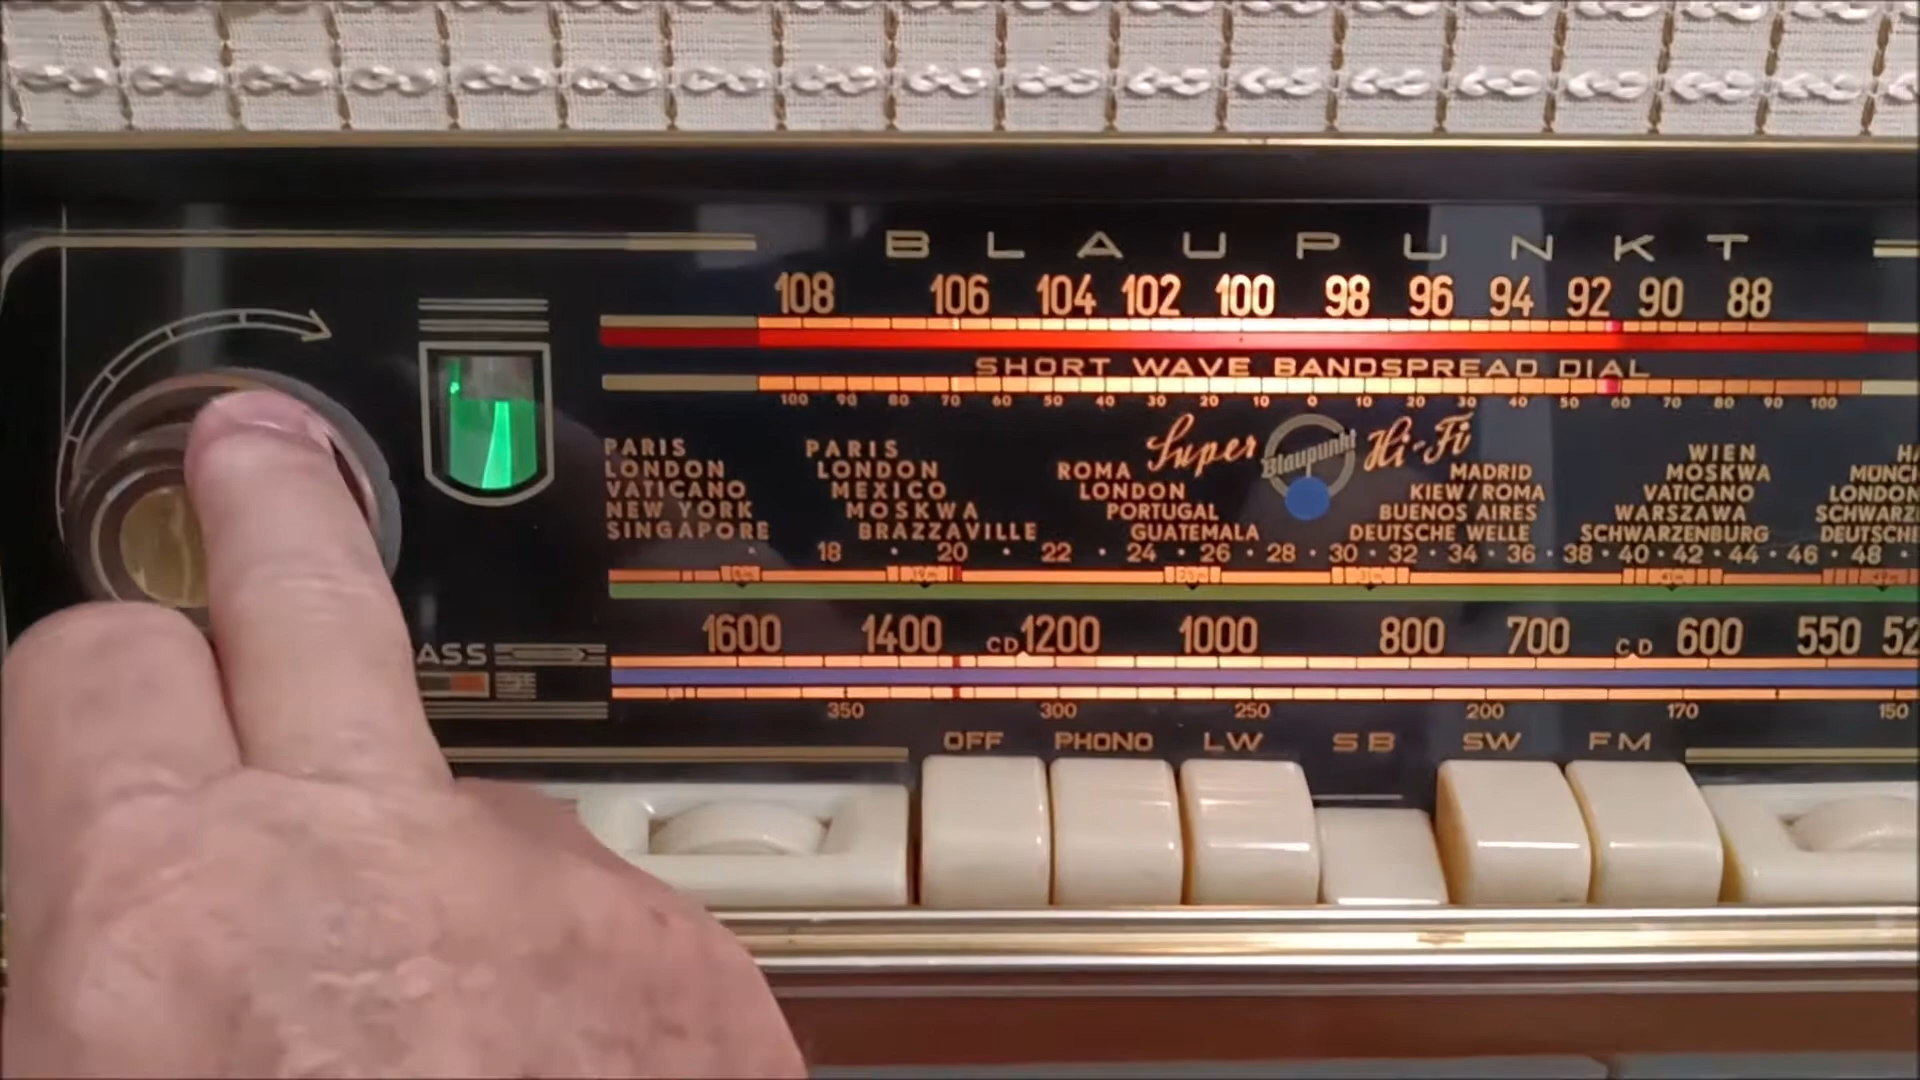 BLAUPUNKT
108 106 104 102 100 98 96 94 92 90 88
SHORT WAVE BANDSPREAD DIAL
100 90 80 70 60 50 40 30 20 10 0 10 20 30 40 50 60 70 80 90 100
Super Blaupunkt Hi-Fi
PARIS PARIS WIEN
LONDON LONDON ROMA MADRID MOSKWA
VATICANO MEXICO LONDON KIEW/ROMA VATICANO LONDON
NEW YORK MOSKWA PORTUGAL BUENOS AIRES WARSZAWA
SINGAPORE BRAZZAVILLE GUATEMALA DEUTSCHE WELLE SCHWARZENBURG DEUTSCHE
• 18 • 20 • 22 • 24 • 26 • 28 • 30 • 32 • 34 • 36 • 38 • 40 • 42 • 44 • 46 • 48 •
1600 1400 CD 1200 1000 800 700 CD 600 550 52
ASS
350 300 250 200 170 150
OFF PHONO LW SB SW FM